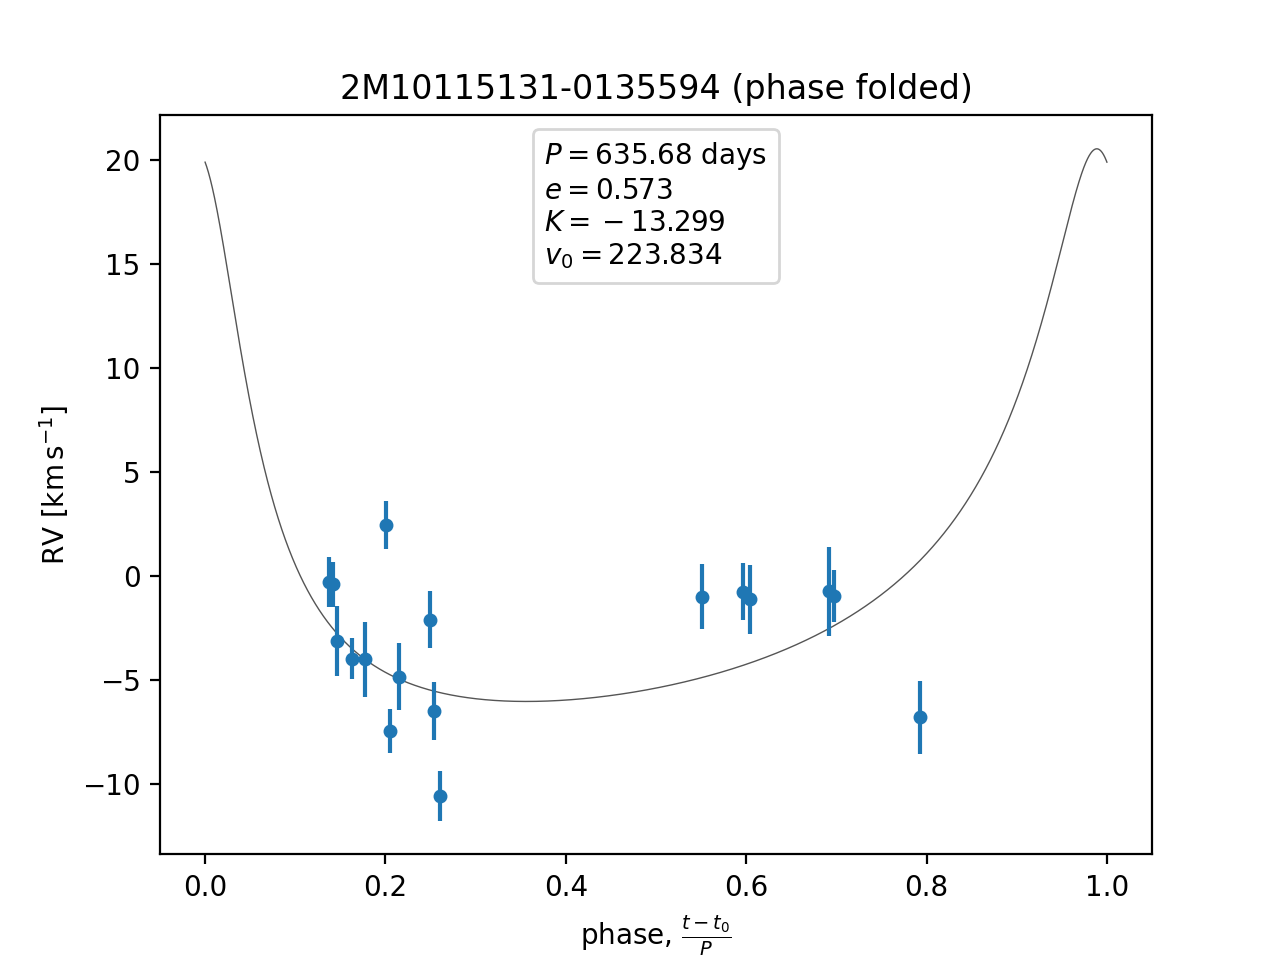 2M10115131-0135594 (phase folded)
P = 635.68 days
e = 0.573
K = −13.299
v₀ = 223.834
RV [km s⁻¹]
20
15
10
5
0
−5
−10
0.0 0.2 0.4 0.6 0.8 1.0
phase, (t − t₀)/P